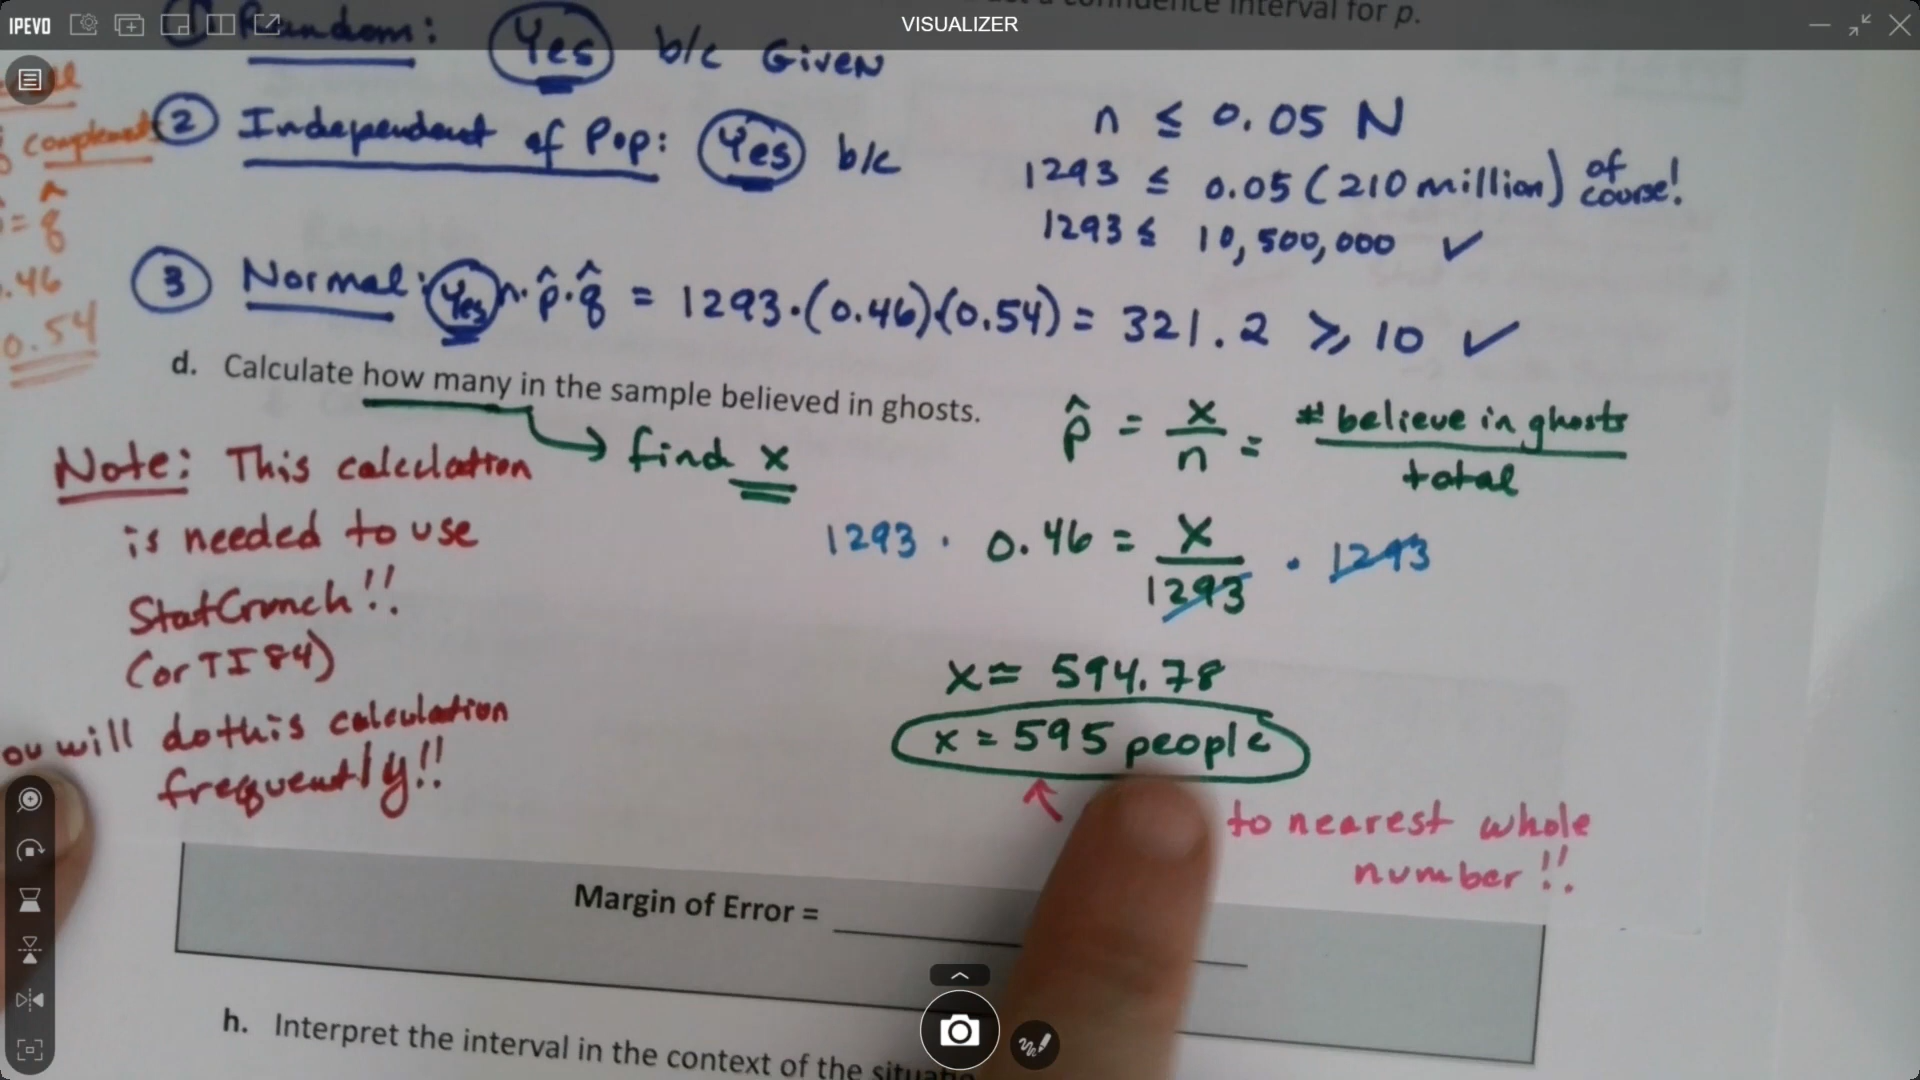 IPEVO
VISUALIZER
confidence interval for p.
① Random: Yes b/c Given
complement
② Independent of Pop: Yes b/c
n ≤ 0.05 N
1293 ≤ 0.05 (210 million) of course!
1293 ≤ 10,500,000 ✓
= q̂
.46
0.54
③ Normal: Yes n·p̂·q̂ = 1293·(0.46)(0.54) = 321.2 ≥ 10 ✓
d. Calculate how many in the sample believed in ghosts.
find x
p̂ = x/n = # believe in ghosts / total
1293 · 0.46 = x/1293 · 1293
x ≈ 594.78
x = 595 people
to nearest whole
number!!
Note: This calculation
is needed to use
StatCrunch!!
(or TI 84)
ou will do this calculation
frequently!!
Margin of Error =
h. Interpret the interval in the context of the